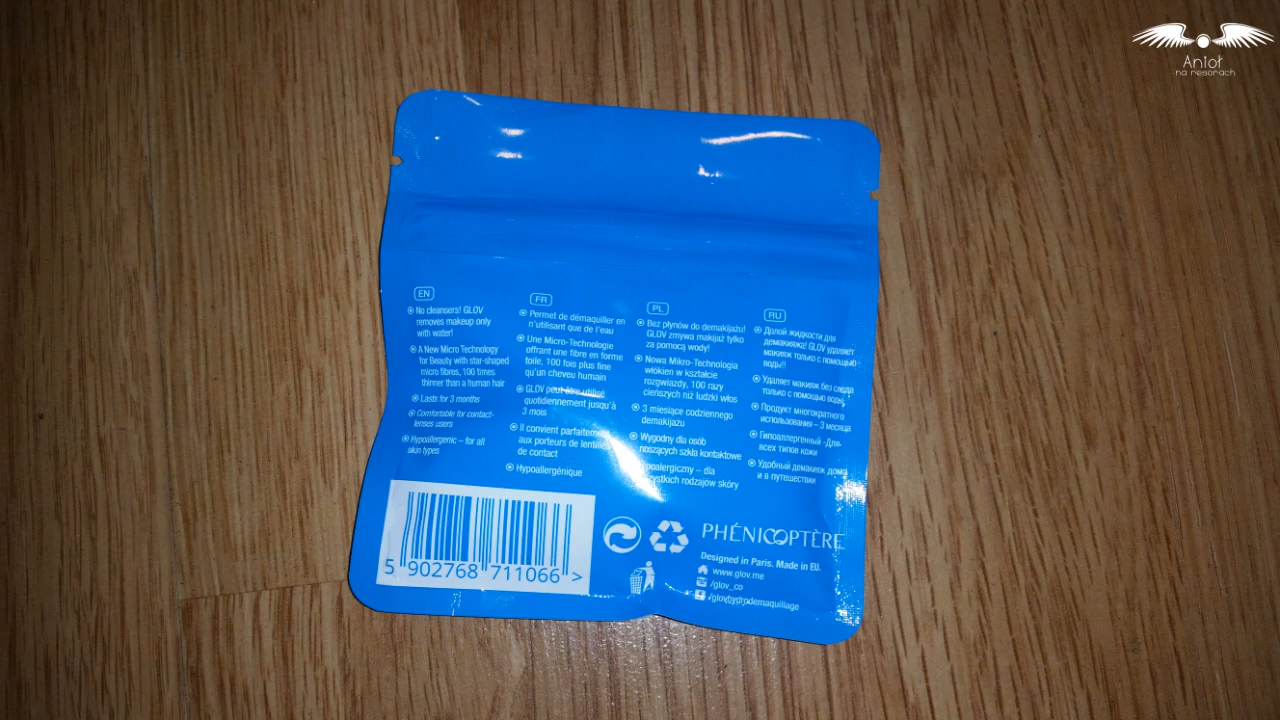 Anioł
na resorach
EN
No cleansers! GLOV
removes makeup only
with water!
A New Micro Technology
for Beauty with star-shaped
micro fibres, 100 times
thinner than a human hair
Lasts for 3 months
Comfortable for contact-
lenses users
Hypoallergenic – for all
skin types
FR
Permet de démaquiller en
n'utilisant que de l'eau
Une Micro-Technologie
offrant une fibre en forme
toile, 100 fois plus fine
qu'un cheveu humain
GLOV peut être utilisé
quotidiennement jusqu'à
3 mois
Il convient parfaitement
aux porteurs de lentilles
de contact
Hypoallergénique
PL
Bez płynów do demakijażu!
GLOV zmywa makijaż tylko
za pomocą wody!
Nowa Mikro-Technologia
włókien w kształcie
rozgwiazdy, 100 razy
cieńszych niż ludzki włos
3 miesiące codziennego
demakijażu
Wygodny dla osób
noszących szkła kontaktowe
– dla
rodzajów skóry
RU
Долой жидкости для
демакияжа! GLOV удаляет
макияж только с помощью
воды!!
Удаляет макияж без следа
только с помощью воды
Продукт многократного
использования – 3 месяца
Гипоаллергенный -Для-
всех типов кожи
Удобный демакияж дома
и в путешествии
5 902768 711066 >
PHÉNICOPTÈRE
Designed in Paris. Made in EU.
www.glov.me
/glov_co
/glovhydrodemaquillage